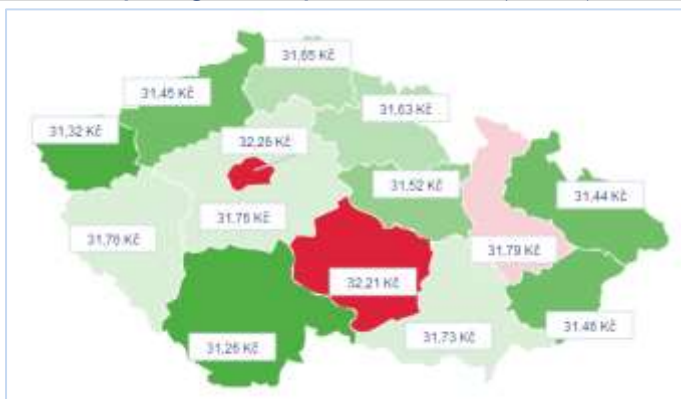 31,65 Kč
31,45 Kč
31,63 Kč
31,32 Kč
32,26 Kč
31,52 Kč
31,44 Kč
31,76 Kč
31,76 Kč
31,79 Kč
32,21 Kč
31,46 Kč
31,73 Kč
31,26 Kč